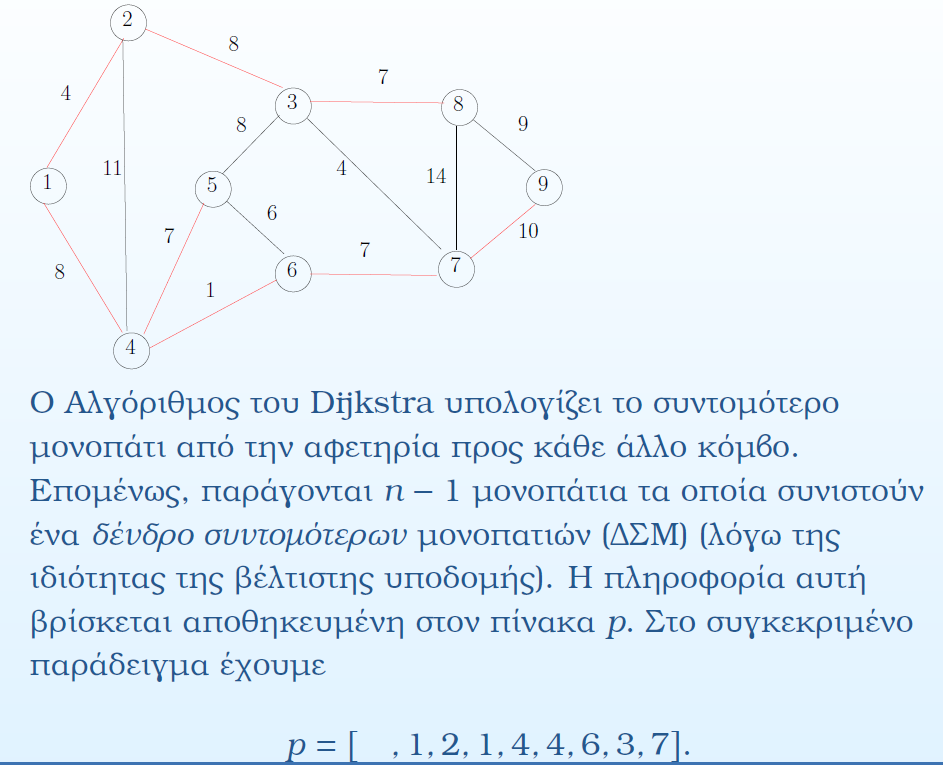 2
8
4
7
3
8
8
9
11
4
14
1
5
9
6
10
7
7
8
6
7
1
4
Ο Αλγόριθμος του Dijkstra υπολογίζει το συντομότερο
μονοπάτι από την αφετηρία προς κάθε άλλο κόμβο.
Επομένως, παράγονται n − 1 μονοπάτια τα οποία συνιστούν
ένα δένδρο συντομότερων μονοπατιών (ΔΣΜ) (λόγω της
ιδιότητας της βέλτιστης υποδομής). Η πληροφορία αυτή
βρίσκεται αποθηκευμένη στον πίνακα p. Στο συγκεκριμένο
παράδειγμα έχουμε
p = [ , 1, 2, 1, 4, 4, 6, 3, 7].